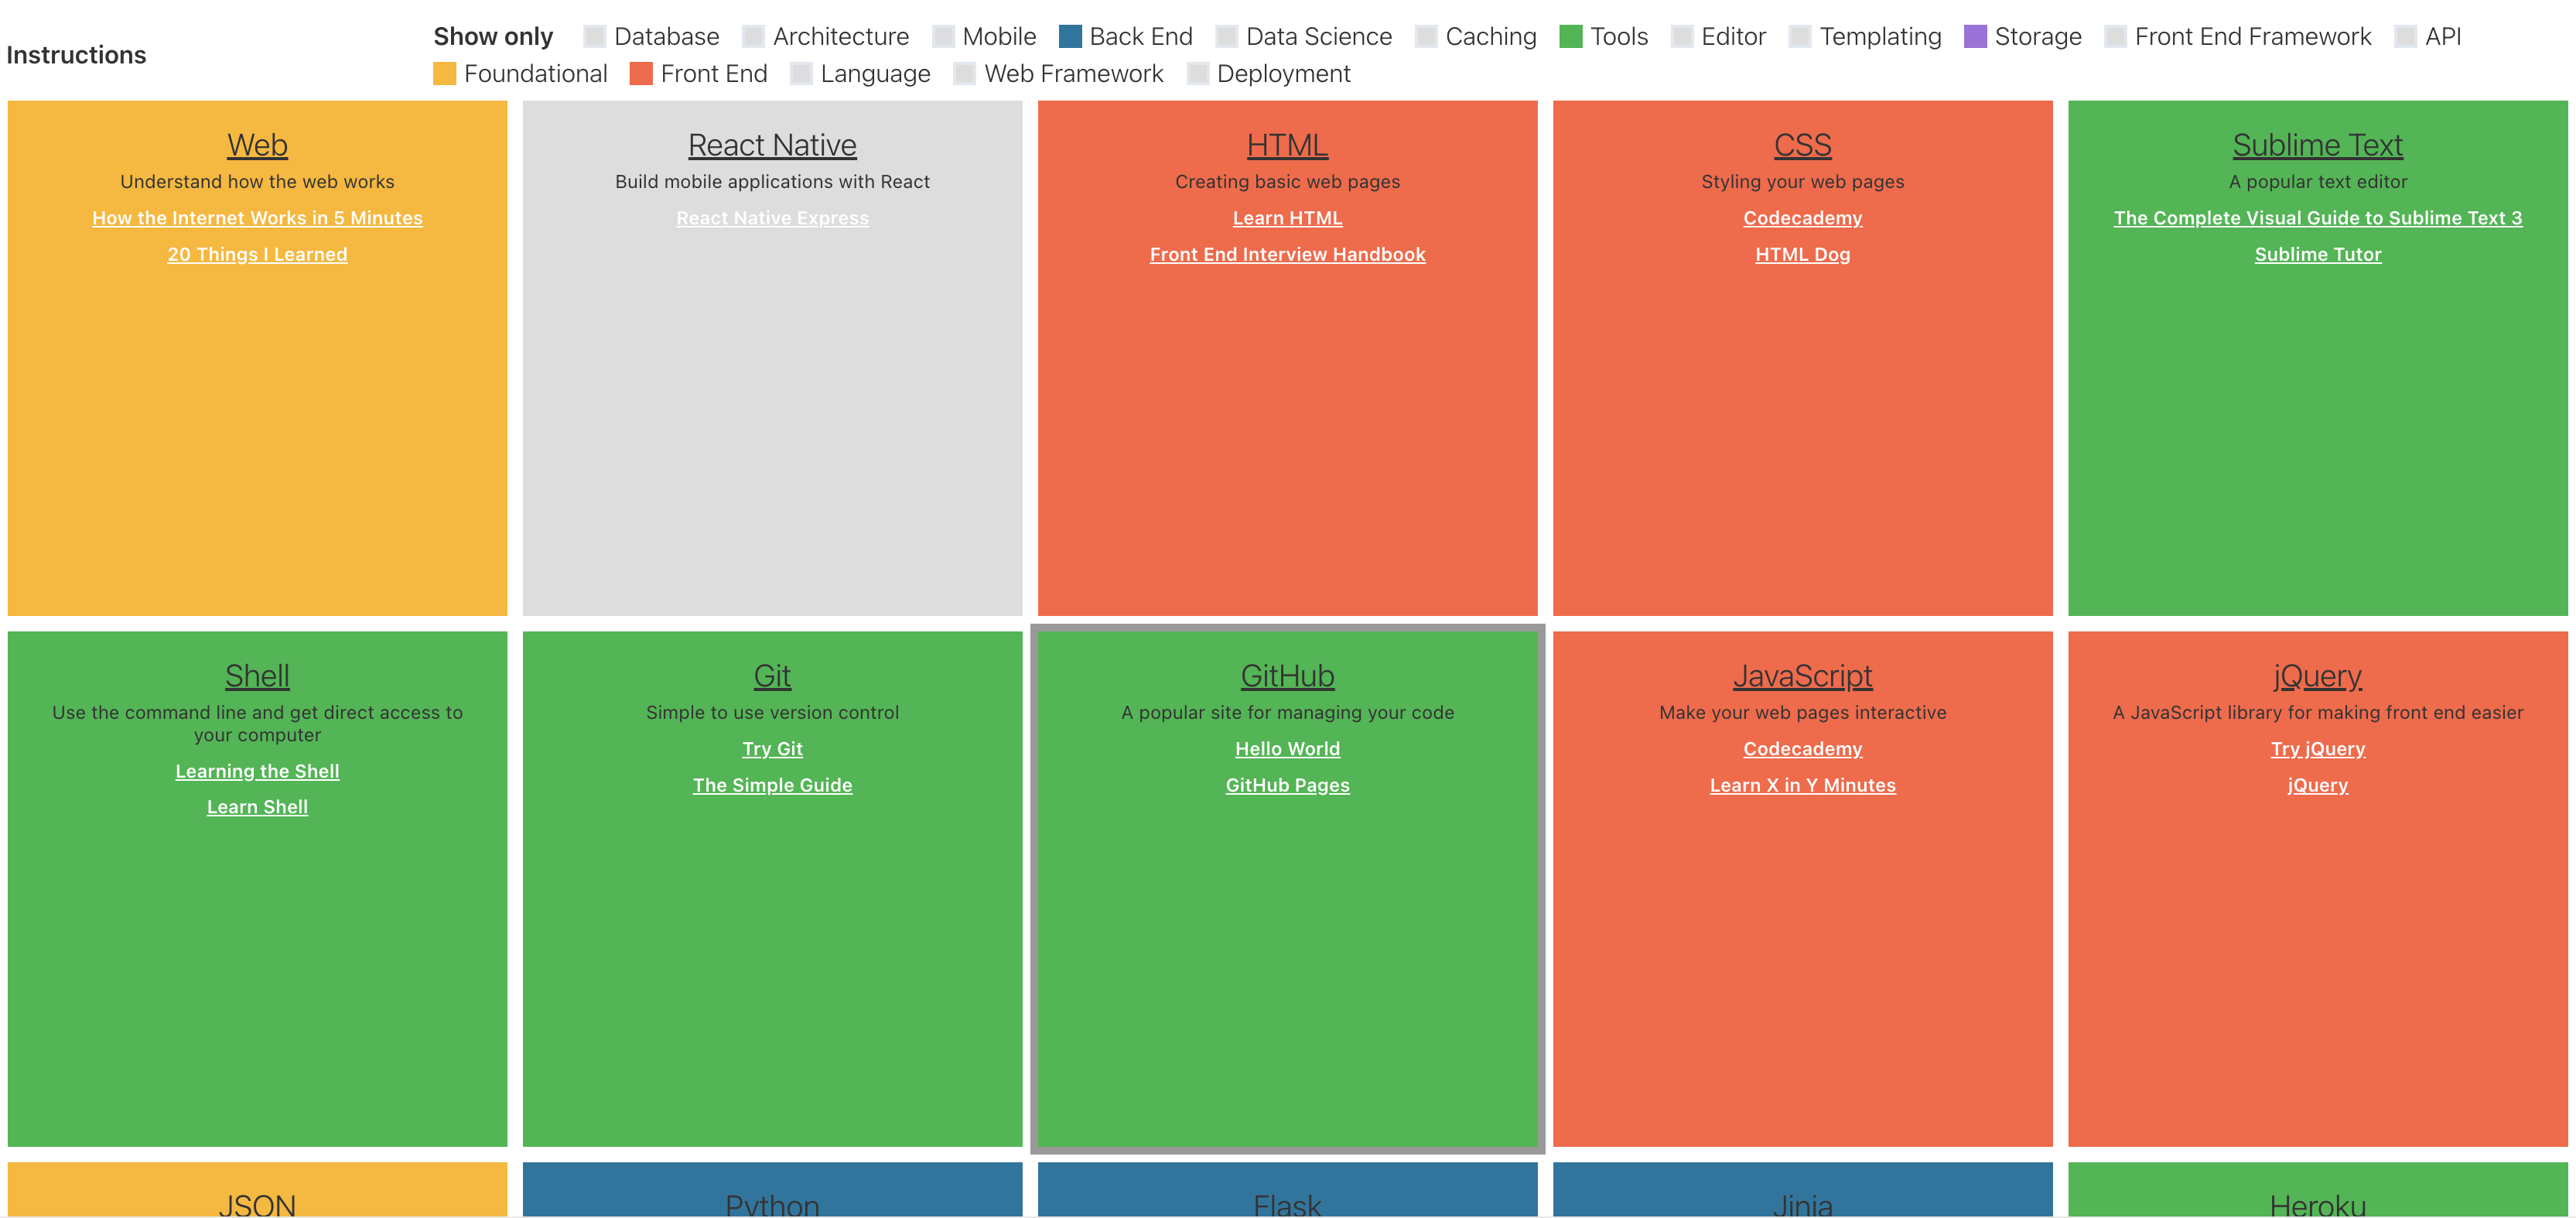 Instructions
Show only Database Architecture Mobile Back End Data Science Caching Tools Editor Templating Storage Front End Framework API
Foundational Front End Language Web Framework Deployment
Web
Understand how the web works
How the Internet Works in 5 Minutes
20 Things I Learned
React Native
Build mobile applications with React
React Native Express
HTML
Creating basic web pages
Learn HTML
Front End Interview Handbook
CSS
Styling your web pages
Codecademy
HTML Dog
Sublime Text
A popular text editor
The Complete Visual Guide to Sublime Text 3
Sublime Tutor
Shell
Use the command line and get direct access to
your computer
Learning the Shell
Learn Shell
Git
Simple to use version control
Try Git
The Simple Guide
GitHub
A popular site for managing your code
Hello World
GitHub Pages
JavaScript
Make your web pages interactive
Codecademy
Learn X in Y Minutes
jQuery
A JavaScript library for making front end easier
Try jQuery
jQuery
JSON
Python
Flask
Jinja
Heroku